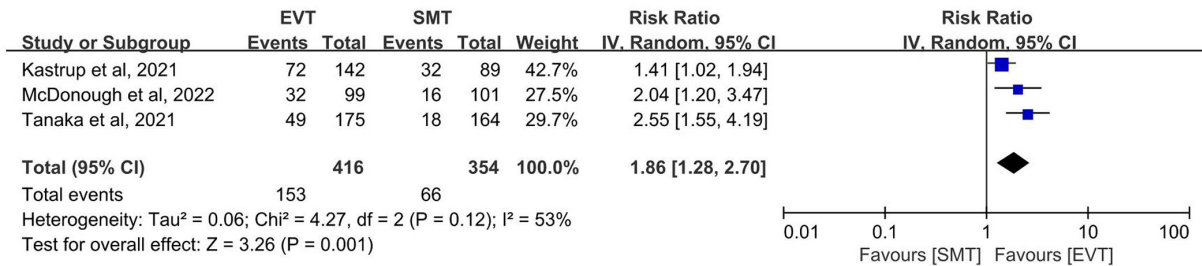 EVT SMT Risk Ratio Risk Ratio
Study or Subgroup Events Total Events Total Weight IV, Random, 95% CI IV, Random, 95% CI
Kastrup et al, 2021 72 142 32 89 42.7% 1.41 [1.02, 1.94]
McDonough et al, 2022 32 99 16 101 27.5% 2.04 [1.20, 3.47]
Tanaka et al, 2021 49 175 18 164 29.7% 2.55 [1.55, 4.19]
Total (95% CI) 416 354 100.0% 1.86 [1.28, 2.70]
Total events 153 66
Heterogeneity: Tau² = 0.06; Chi² = 4.27, df = 2 (P = 0.12); I² = 53%
Test for overall effect: Z = 3.26 (P = 0.001)
0.01 0.1 1 10 100
Favours [SMT] Favours [EVT]